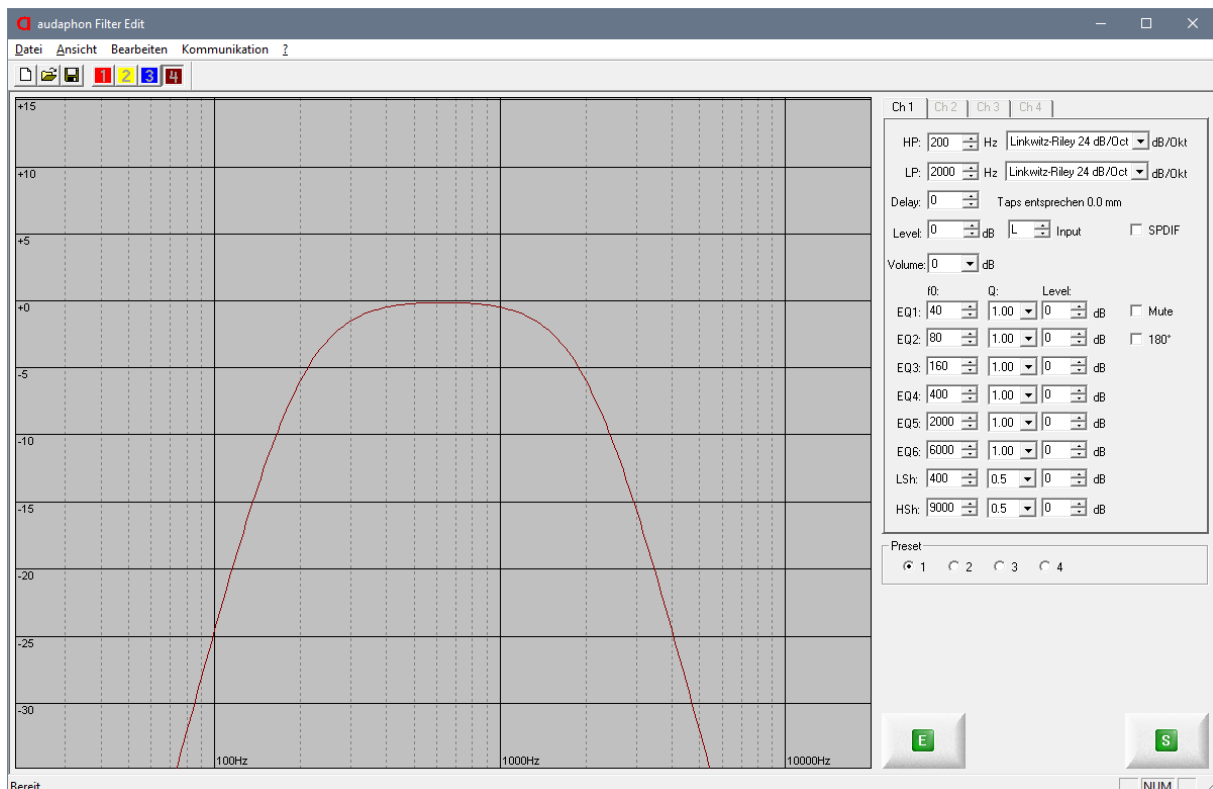 audaphon Filter Edit
Datei Ansicht Bearbeiten Kommunikation ?
1 2 3 4
+15
+10
+5
+0
-5
-10
-15
-20
-25
-30
100Hz 1000Hz 10000Hz
Ch 1 Ch 2 Ch 3 Ch 4
HP: 200 Hz Linkwitz-Riley 24 dB/Oct dB/Okt
LP: 2000 Hz Linkwitz-Riley 24 dB/Oct dB/Okt
Delay: 0 Taps entsprechen 0.0 mm
Level: 0 dB L Input SPDIF
Volume: 0 dB
f0: Q: Level:
EQ1: 40 1.00 0 dB Mute
EQ2: 80 1.00 0 dB 180°
EQ3: 160 1.00 0 dB
EQ4: 400 1.00 0 dB
EQ5: 2000 1.00 0 dB
EQ6: 6000 1.00 0 dB
LSh: 400 0.5 0 dB
HSh: 9000 0.5 0 dB
Preset
1 2 3 4
E S
Bereit NUM